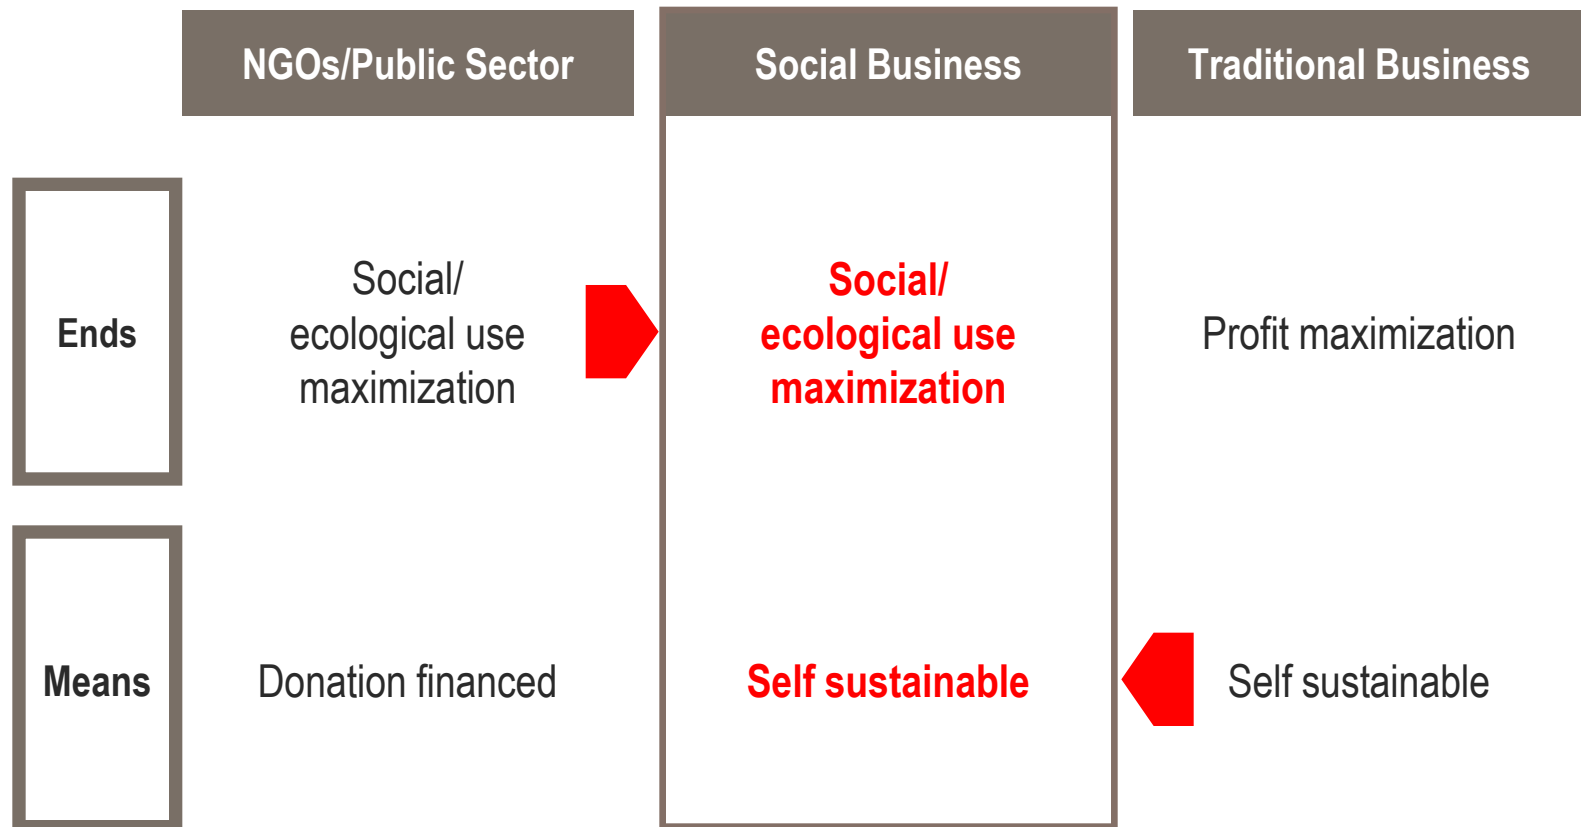 NGOs/Public Sector
Social Business
Traditional Business
Ends
Social/
ecological use
maximization
Social/
ecological use
maximization
Profit maximization
Means
Donation financed
Self sustainable
Self sustainable